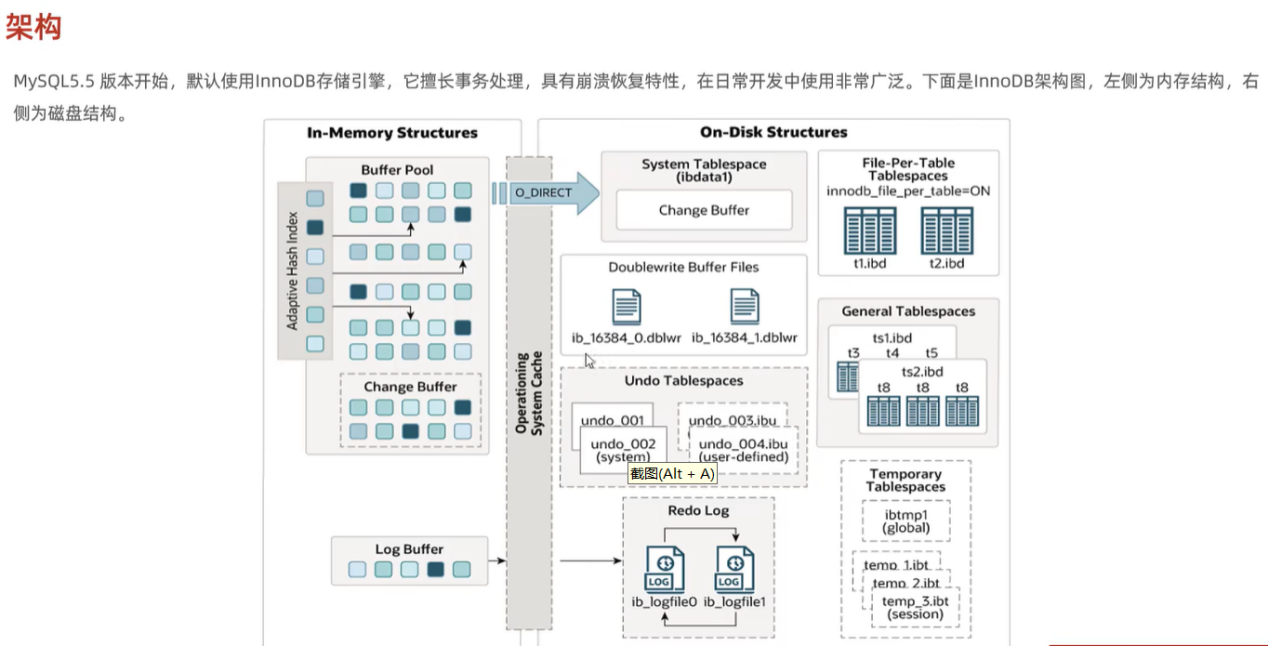 架构
MySQL5.5 版本开始，默认使用InnoDB存储引擎，它擅长事务处理，具有崩溃恢复特性，在日常开发中使用非常广泛。下面是InnoDB架构图，左侧为内存结构，右
侧为磁盘结构。
In-Memory Structures
Buffer Pool
Adaptive Hash Index
Change Buffer
Log Buffer
Operationing
System Cache
O_DIRECT
On-Disk Structures
System Tablespace
(ibdata1)
Change Buffer
File-Per-Table
Tablespaces
innodb_file_per_table=ON
t1.ibd
t2.ibd
Doublewrite Buffer Files
ib_16384_0.dblwr
ib_16384_1.dblwr
General Tablespaces
ts1.ibd
t3 t4 t5
ts2.ibd
t8 t8 t8
Undo Tablespaces
undo_001
undo_002
(system)
undo_003.ibu
undo_004.ibu
(user-defined)
截图(Alt + A)
Redo Log
LOG
LOG
ib_logfile0
ib_logfile1
Temporary
Tablespaces
ibtmp1
(global)
temp_1.ibt
temp_2.ibt
temp_3.ibt
(session)